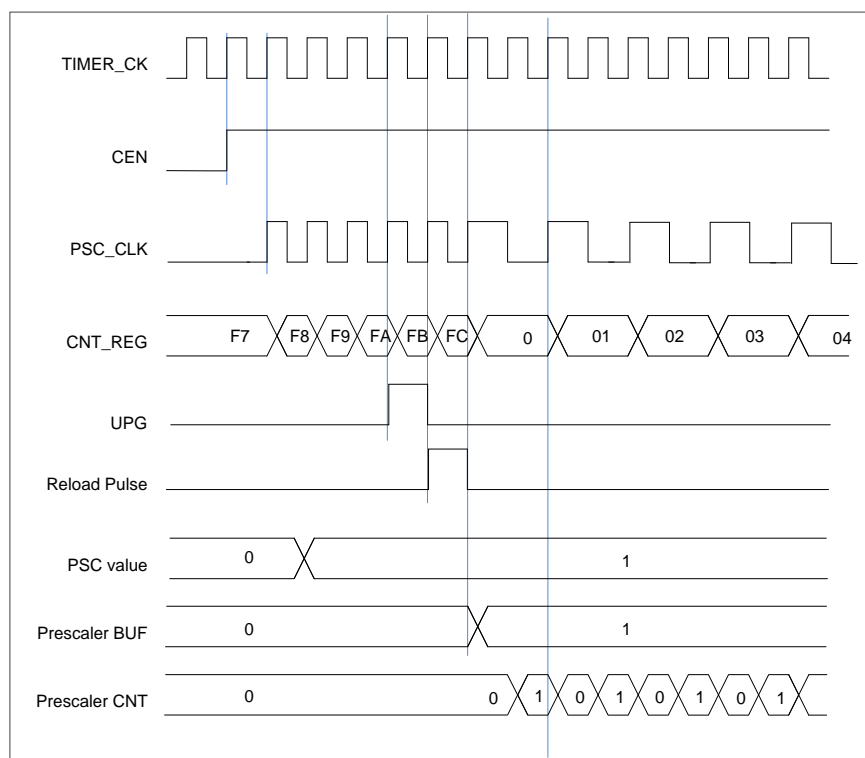 TIMER_CK
CEN
PSC_CLK
CNT_REG F7 F8 F9 FA FB FC 0 01 02 03 04
UPG
Reload Pulse
PSC value 0 1
Prescaler BUF 0 1
Prescaler CNT 0 0 1 0 1 0 1 0 1